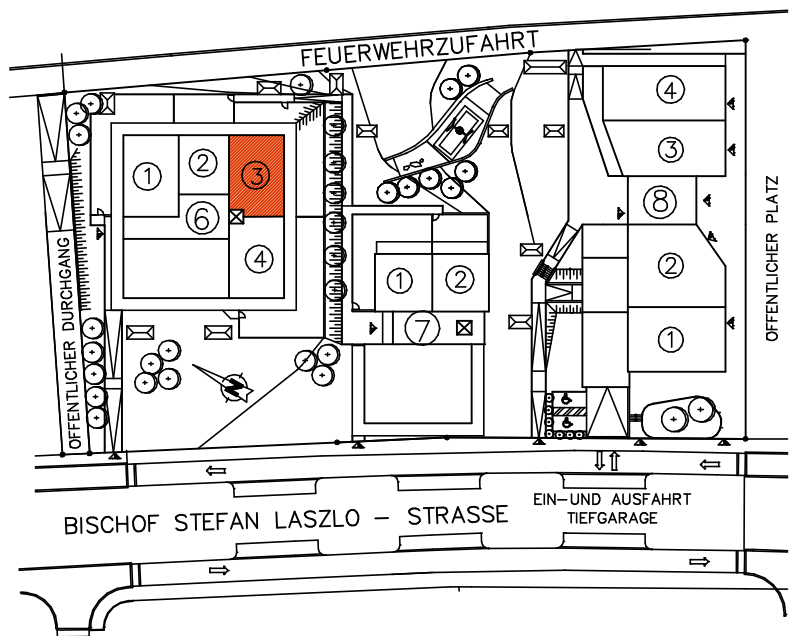 FEUERWEHRZUFAHRT
OFFENTLICHER DURCHGANG
1
2
3
6
4
1
2
7
4
3
8
2
1
OFFENTLICHER PLATZ
N
BISCHOF STEFAN LASZLO – STRASSE
EIN–UND AUSFAHRT
TIEFGARAGE